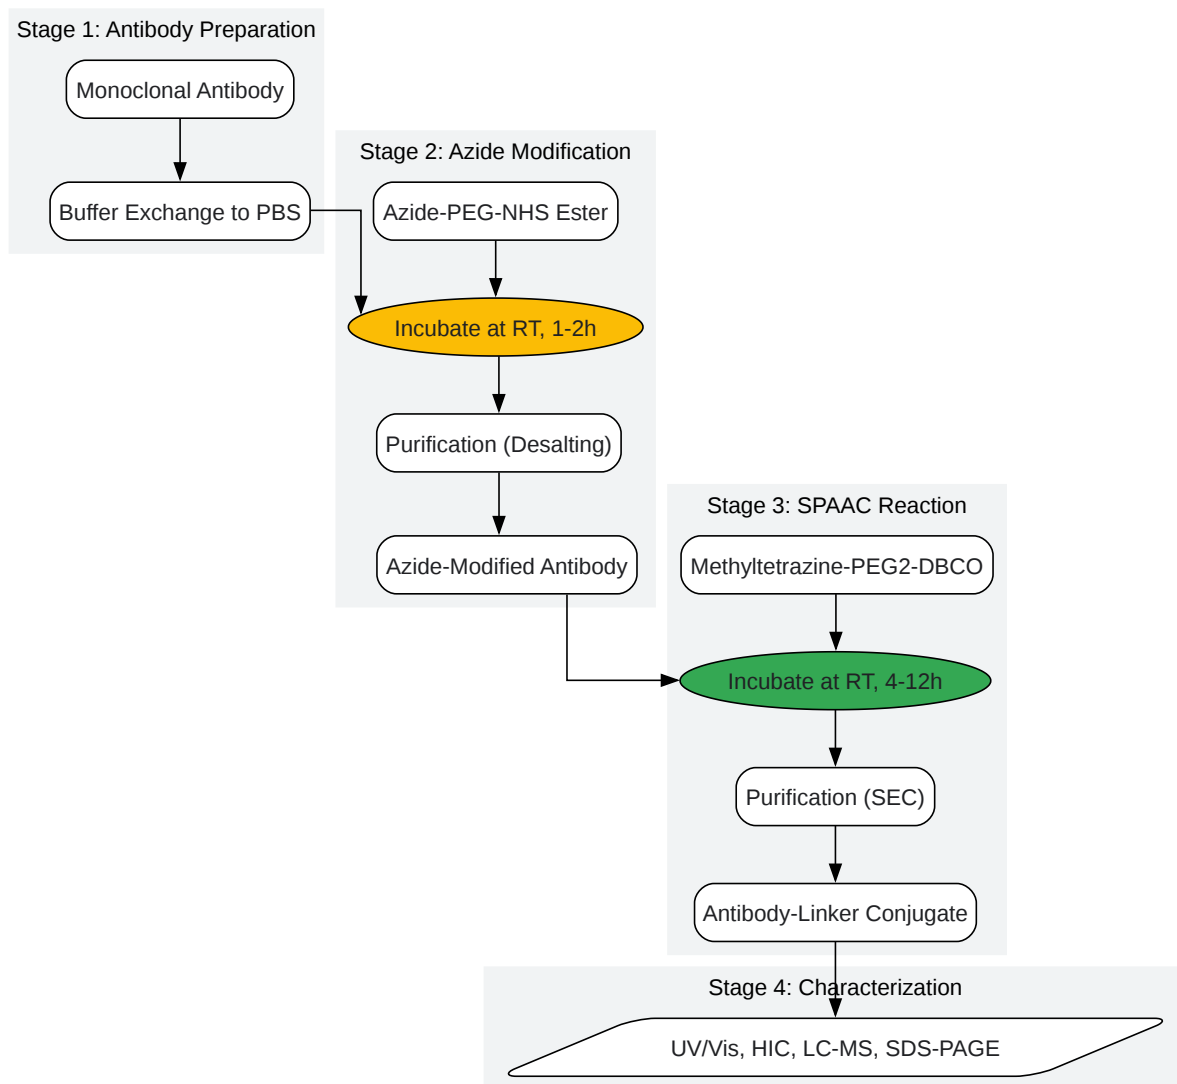 Stage 1: Antibody Preparation
Monoclonal Antibody
Buffer Exchange to PBS
Stage 2: Azide Modification
Azide-PEG-NHS Ester
Incubate at RT, 1-2h
Purification (Desalting)
Azide-Modified Antibody
Stage 3: SPAAC Reaction
Methyltetrazine-PEG2-DBCO
Incubate at RT, 4-12h
Purification (SEC)
Antibody-Linker Conjugate
Stage 4: Characterization
UV/Vis, HIC, LC-MS, SDS-PAGE